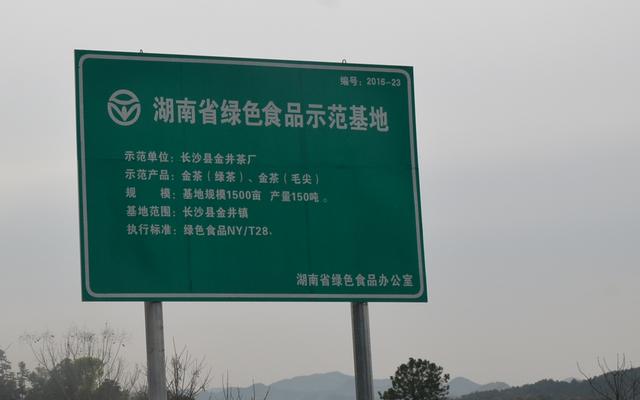 编号：2016-23
湖南省绿色食品示范基地
示范单位：长沙县金井茶厂
示范产品：金茶（绿茶）、金茶（毛尖）
规 模：基地规模1500亩 产量150吨。
基地范围：长沙县金井镇
执行标准：绿色食品NY/T28、
湖南省绿色食品办公室